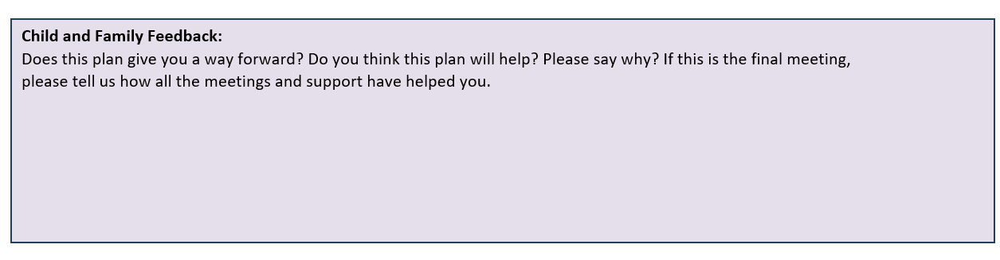 Child and Family Feedback:
Does this plan give you a way forward? Do you think this plan will help? Please say why? If this is the final meeting,
please tell us how all the meetings and support have helped you.